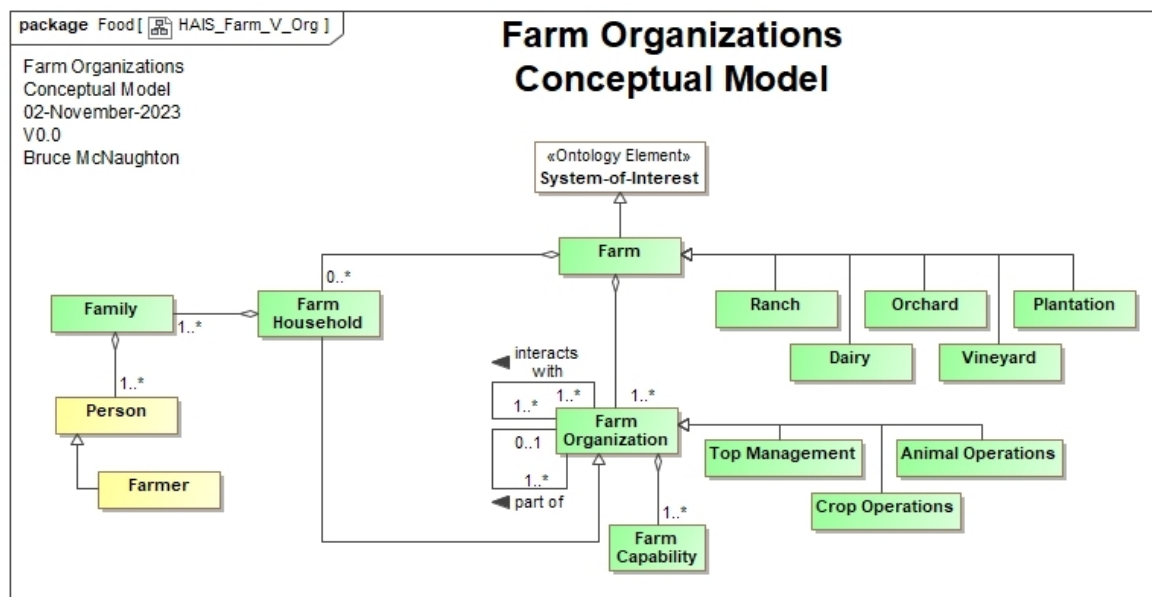 package Food [ HAIS_Farm_V_Org ]
Farm Organizations
Conceptual Model
Farm Organizations
Conceptual Model
02-November-2023
V0.0
Bruce McNaughton
«Ontology Element»
System-of-Interest
Farm
0..*
Family
1..*
Farm
Household
Ranch
Orchard
Plantation
Dairy
Vineyard
interacts
with
1..*
1..*
1..*
1..*
Person
Farmer
Farm
Organization
0..1
1..*
part of
Top Management
Animal Operations
Crop Operations
1..*
Farm
Capability